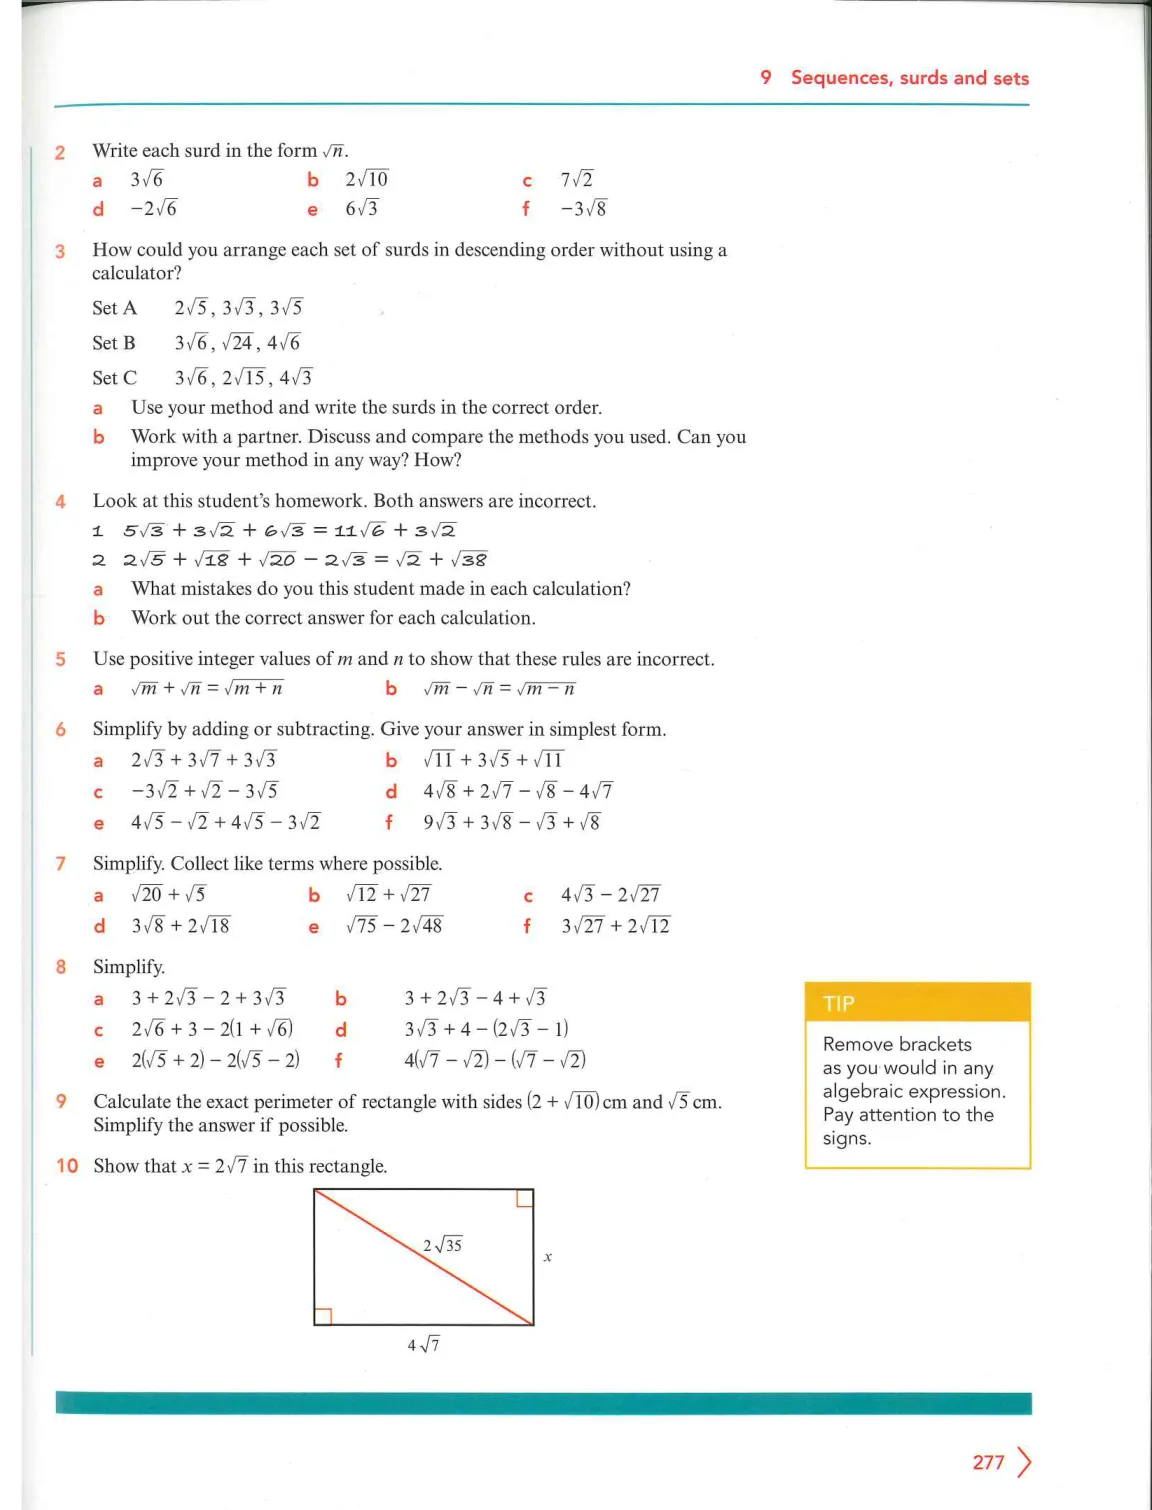 9 Sequences, surds and sets
2 Write each surd in the form √n.
a 3√6 b 2√10 c 7√2
d −2√6 e 6√3 f −3√8
3 How could you arrange each set of surds in descending order without using a
calculator?
Set A 2√5, 3√3, 3√5
Set B 3√6, √24, 4√6
Set C 3√6, 2√15, 4√3
a Use your method and write the surds in the correct order.
b Work with a partner. Discuss and compare the methods you used. Can you
improve your method in any way? How?
4 Look at this student's homework. Both answers are incorrect.
1 5√3 + 3√2 + 6√3 = 11√6 + 3√2
2 2√5 + √18 + √20 − 2√3 = √2 + √38
a What mistakes do you this student made in each calculation?
b Work out the correct answer for each calculation.
5 Use positive integer values of m and n to show that these rules are incorrect.
a √m + √n = √(m + n) b √m − √n = √(m − n)
6 Simplify by adding or subtracting. Give your answer in simplest form.
a 2√3 + 3√7 + 3√3 b √11 + 3√5 + √11
c −3√2 + √2 − 3√5 d 4√8 + 2√7 − √8 − 4√7
e 4√5 − √2 + 4√5 − 3√2 f 9√3 + 3√8 − √3 + √8
7 Simplify. Collect like terms where possible.
a √20 + √5 b √12 + √27 c 4√3 − 2√27
d 3√8 + 2√18 e √75 − 2√48 f 3√27 + 2√12
8 Simplify.
a 3 + 2√3 − 2 + 3√3 b 3 + 2√3 − 4 + √3
c 2√6 + 3 − 2(1 + √6) d 3√3 + 4 − (2√3 − 1)
e 2(√5 + 2) − 2(√5 − 2) f 4(√7 − √2) − (√7 − √2)
TIP
Remove brackets
as you would in any
algebraic expression.
Pay attention to the
signs.
9 Calculate the exact perimeter of rectangle with sides (2 + √10) cm and √5 cm.
Simplify the answer if possible.
10 Show that x = 2√7 in this rectangle.
2√35
x
4√7
277